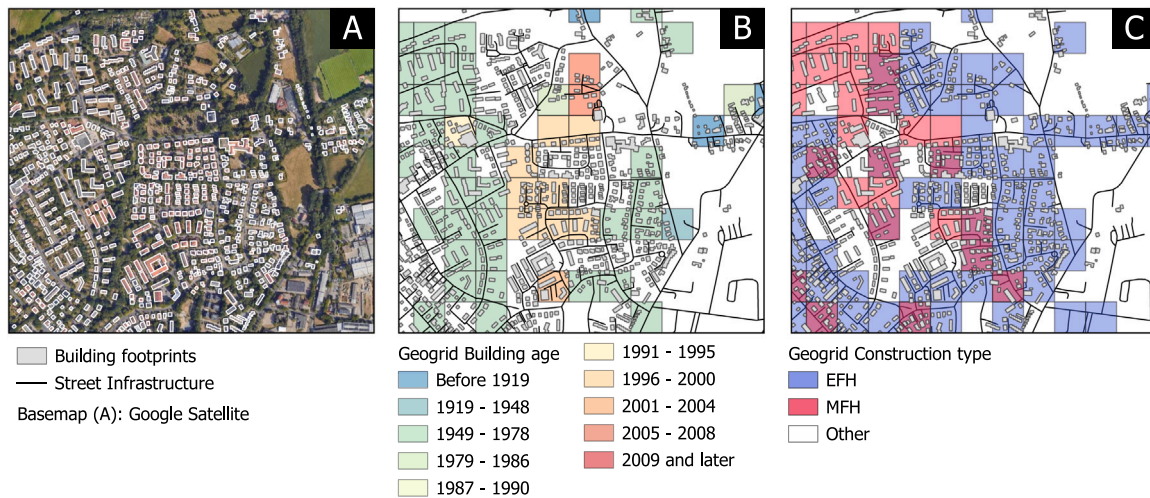 A
B
C
Building footprints
Street Infrastructure
Basemap (A): Google Satellite
Geogrid Building age
Before 1919
1919 - 1948
1949 - 1978
1979 - 1986
1987 - 1990
1991 - 1995
1996 - 2000
2001 - 2004
2005 - 2008
2009 and later
Geogrid Construction type
EFH
MFH
Other